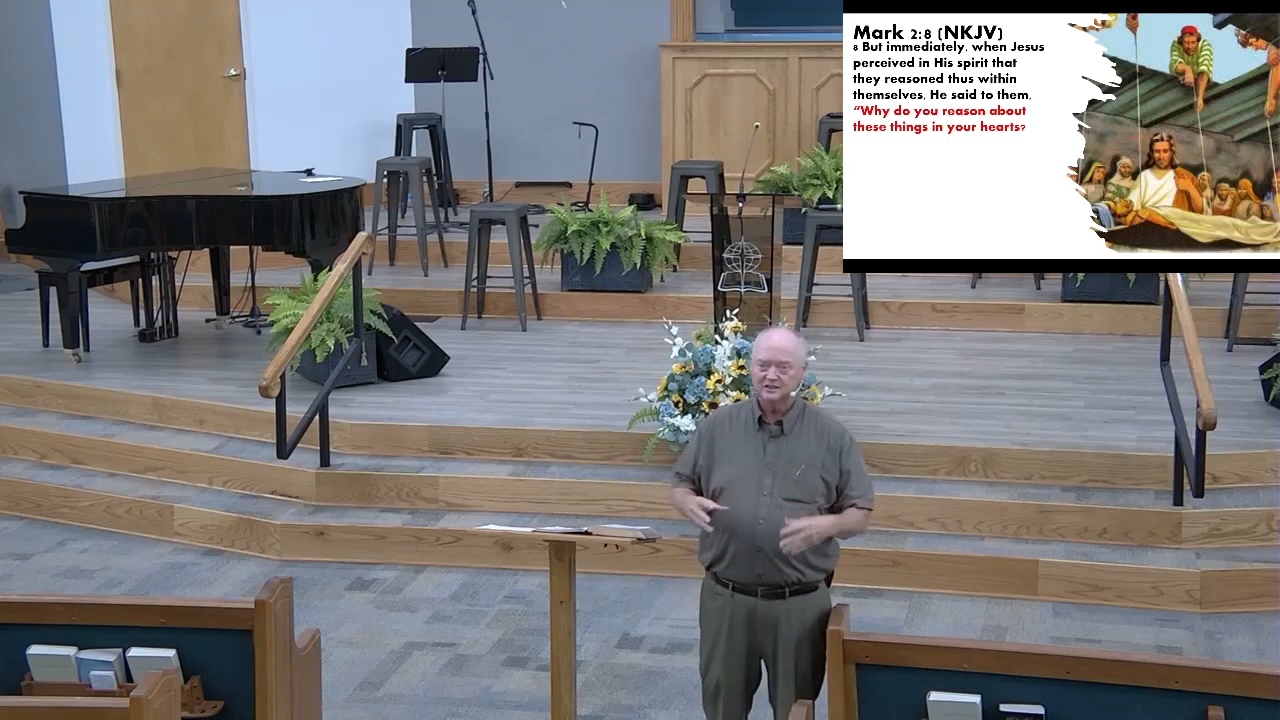 Mark 2:8 (NKJV)
8 But immediately, when Jesus
perceived in His spirit that
they reasoned thus within
themselves, He said to them,
“Why do you reason about
these things in your hearts?